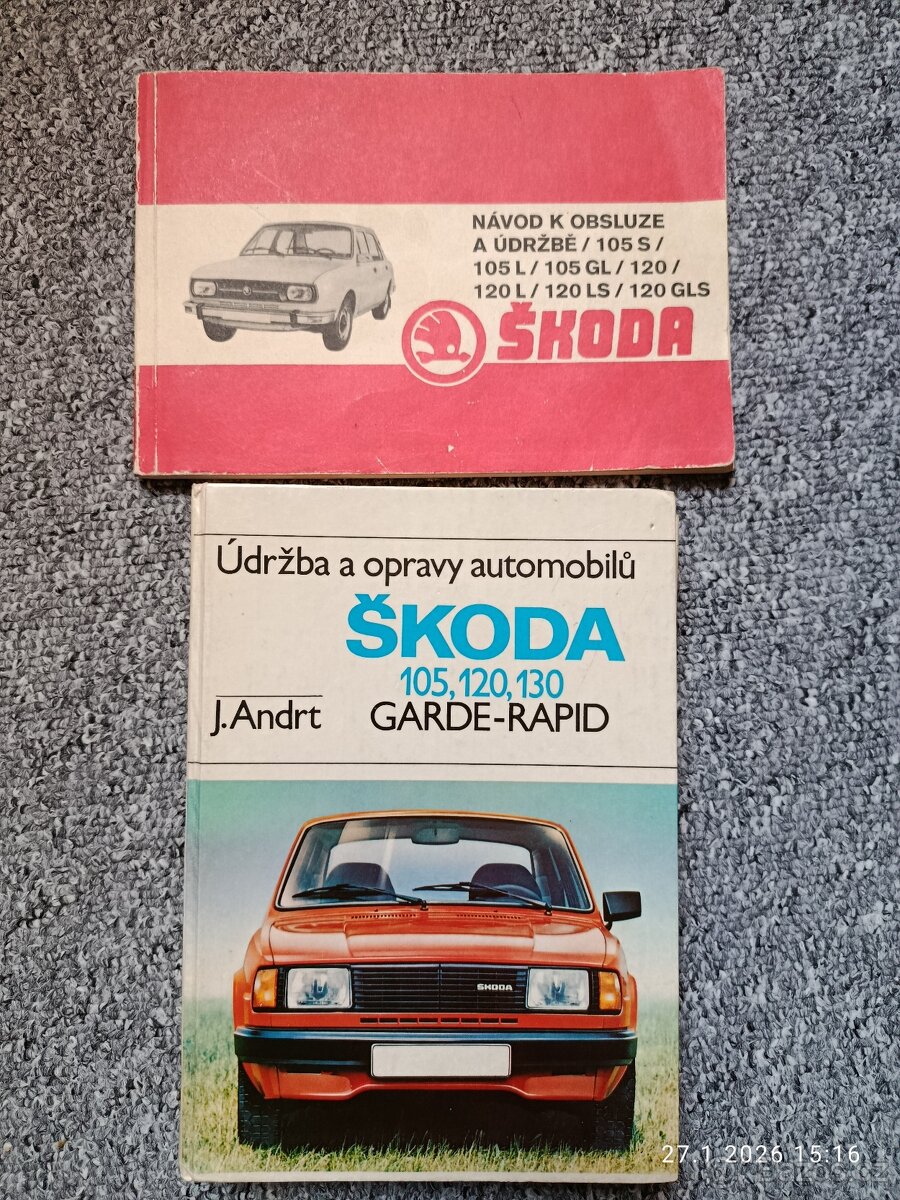 NÁVOD K OBSLUZE
A ÚDRŽBĚ / 105 S /
105 L / 105 GL / 120 /
120 L / 120 LS / 120 GLS
ŠKODA
Údržba a opravy automobilů
ŠKODA
105, 120, 130
J. Andrt GARDE-RAPID
ŠKODA
27.1.2026 15:16